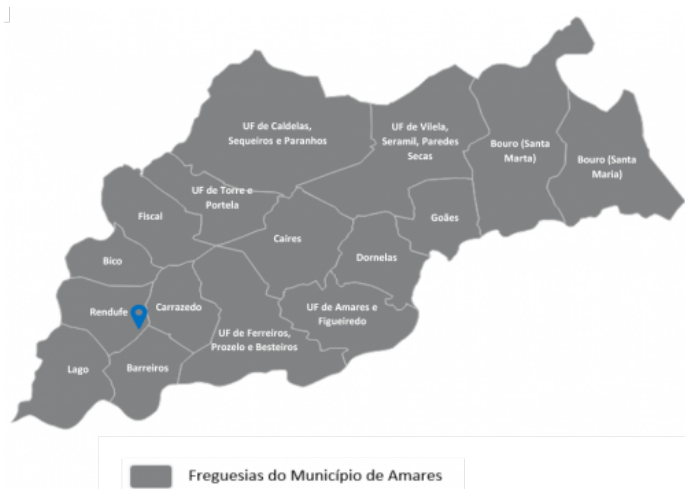 UF de Caldelas,
Sequeiros e Paranhos
UF de Vilela,
Seramil, Paredes
Secas
Bouro (Santa
Marta)
Bouro (Santa
Maria)
UF de Torre e
Portela
Fiscal
Goães
Caires
Dornelas
Bico
Rendufe
Carrazedo
UF de Amares e
Figueiredo
UF de Ferreiros,
Prozelo e Besteiros
Lago
Barreiros
Freguesias do Município de Amares